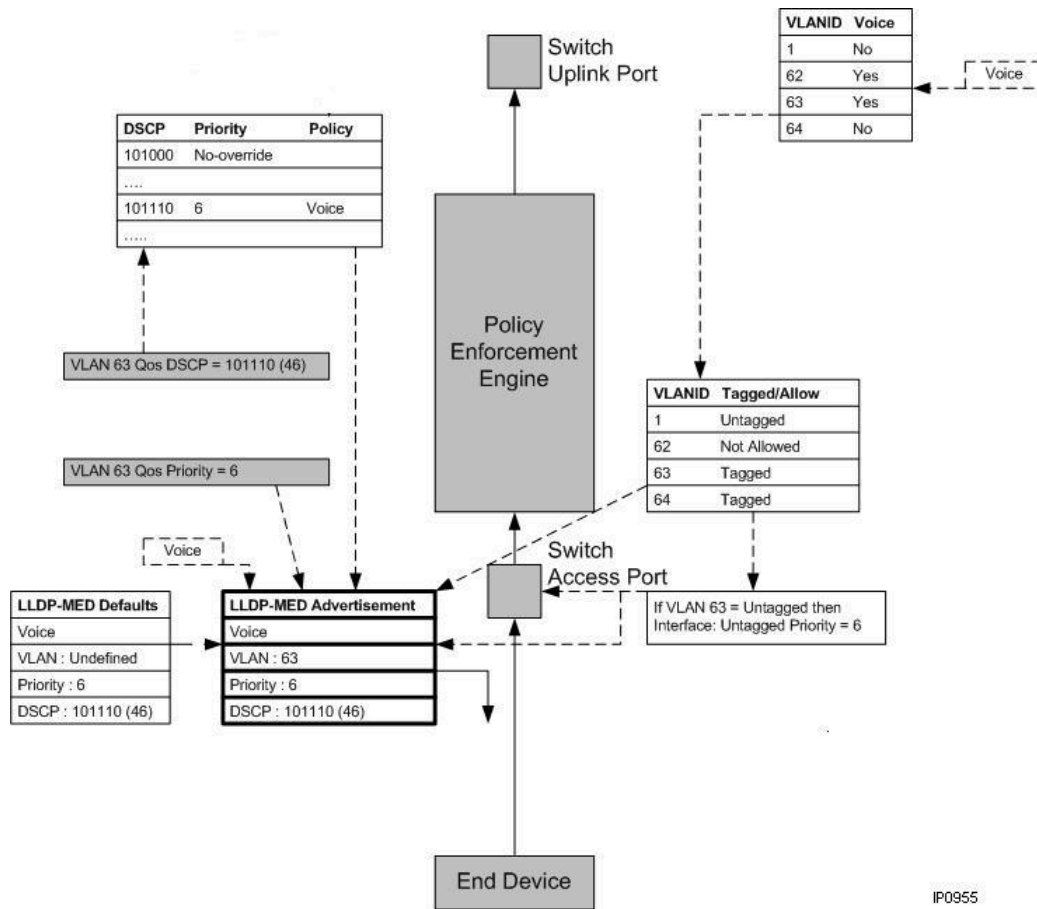 Switch
Uplink Port
VLANID Voice
1 No
62 Yes
63 Yes
64 No
Voice
DSCP Priority Policy
101000 No-override
....
101110 6 Voice
.....
Policy
Enforcement
Engine
VLAN 63 Qos DSCP = 101110 (46)
VLANID Tagged/Allow
1 Untagged
62 Not Allowed
63 Tagged
64 Tagged
VLAN 63 Qos Priority = 6
Voice
Switch
Access Port
LLDP-MED Defaults
Voice
VLAN : Undefined
Priority : 6
DSCP : 101110 (46)
LLDP-MED Advertisement
Voice
VLAN : 63
Priority : 6
DSCP : 101110 (46)
If VLAN 63 = Untagged then
Interface: Untagged Priority = 6
End Device
IP0955